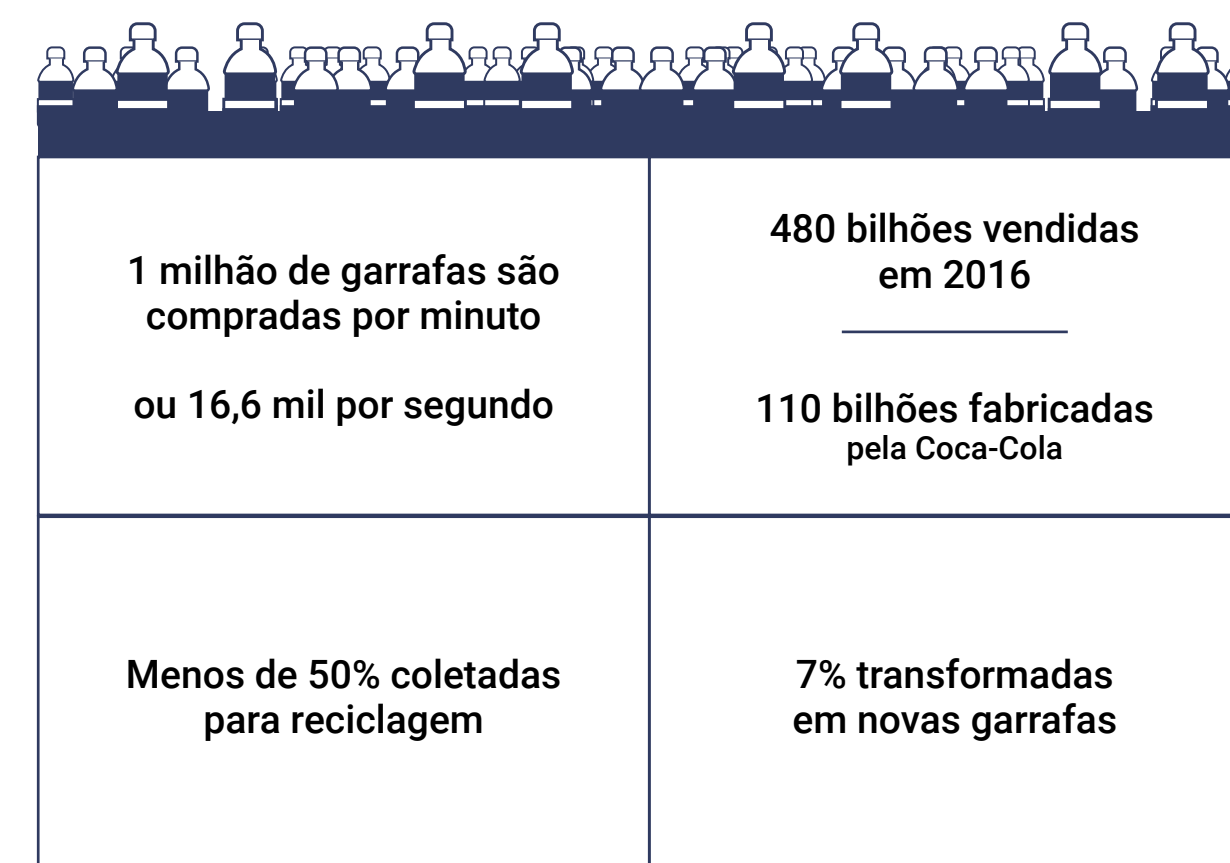 1 milhão de garrafas são
compradas por minuto
ou 16,6 mil por segundo
480 bilhões vendidas
em 2016
110 bilhões fabricadas
pela Coca-Cola
Menos de 50% coletadas
para reciclagem
7% transformadas
em novas garrafas